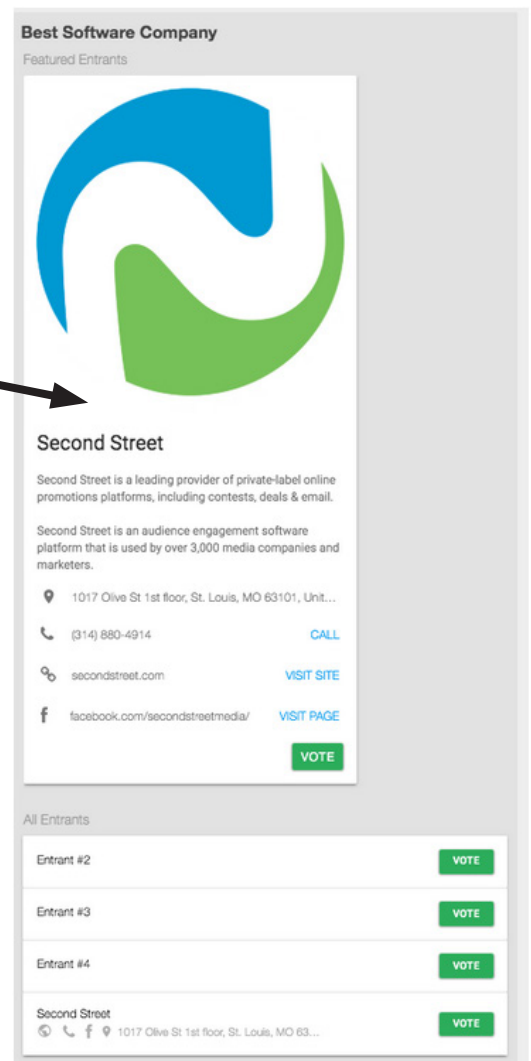 Best Software Company
Featured Entrants
Second Street
Second Street is a leading provider of private-label online
promotions platforms, including contests, deals & email.
Second Street is an audience engagement software
platform that is used by over 3,000 media companies and
marketers.
1017 Olive St 1st floor, St. Louis, MO 63101, Unit...
(314) 880-4914 CALL
secondstreet.com VISIT SITE
facebook.com/secondstreetmedia/ VISIT PAGE
VOTE
All Entrants
Entrant #2 VOTE
Entrant #3 VOTE
Entrant #4 VOTE
Second Street
1017 Olive St 1st floor, St. Louis, MO 63... VOTE